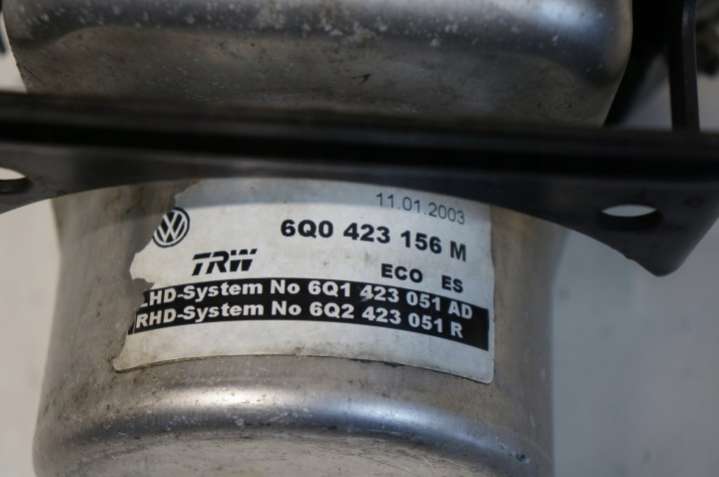 11.01.2003
6Q0 423 156 M
TRW
ECO ES
LHD-System No 6Q1 423 051 AD
RHD-System No 6Q2 423 051 R